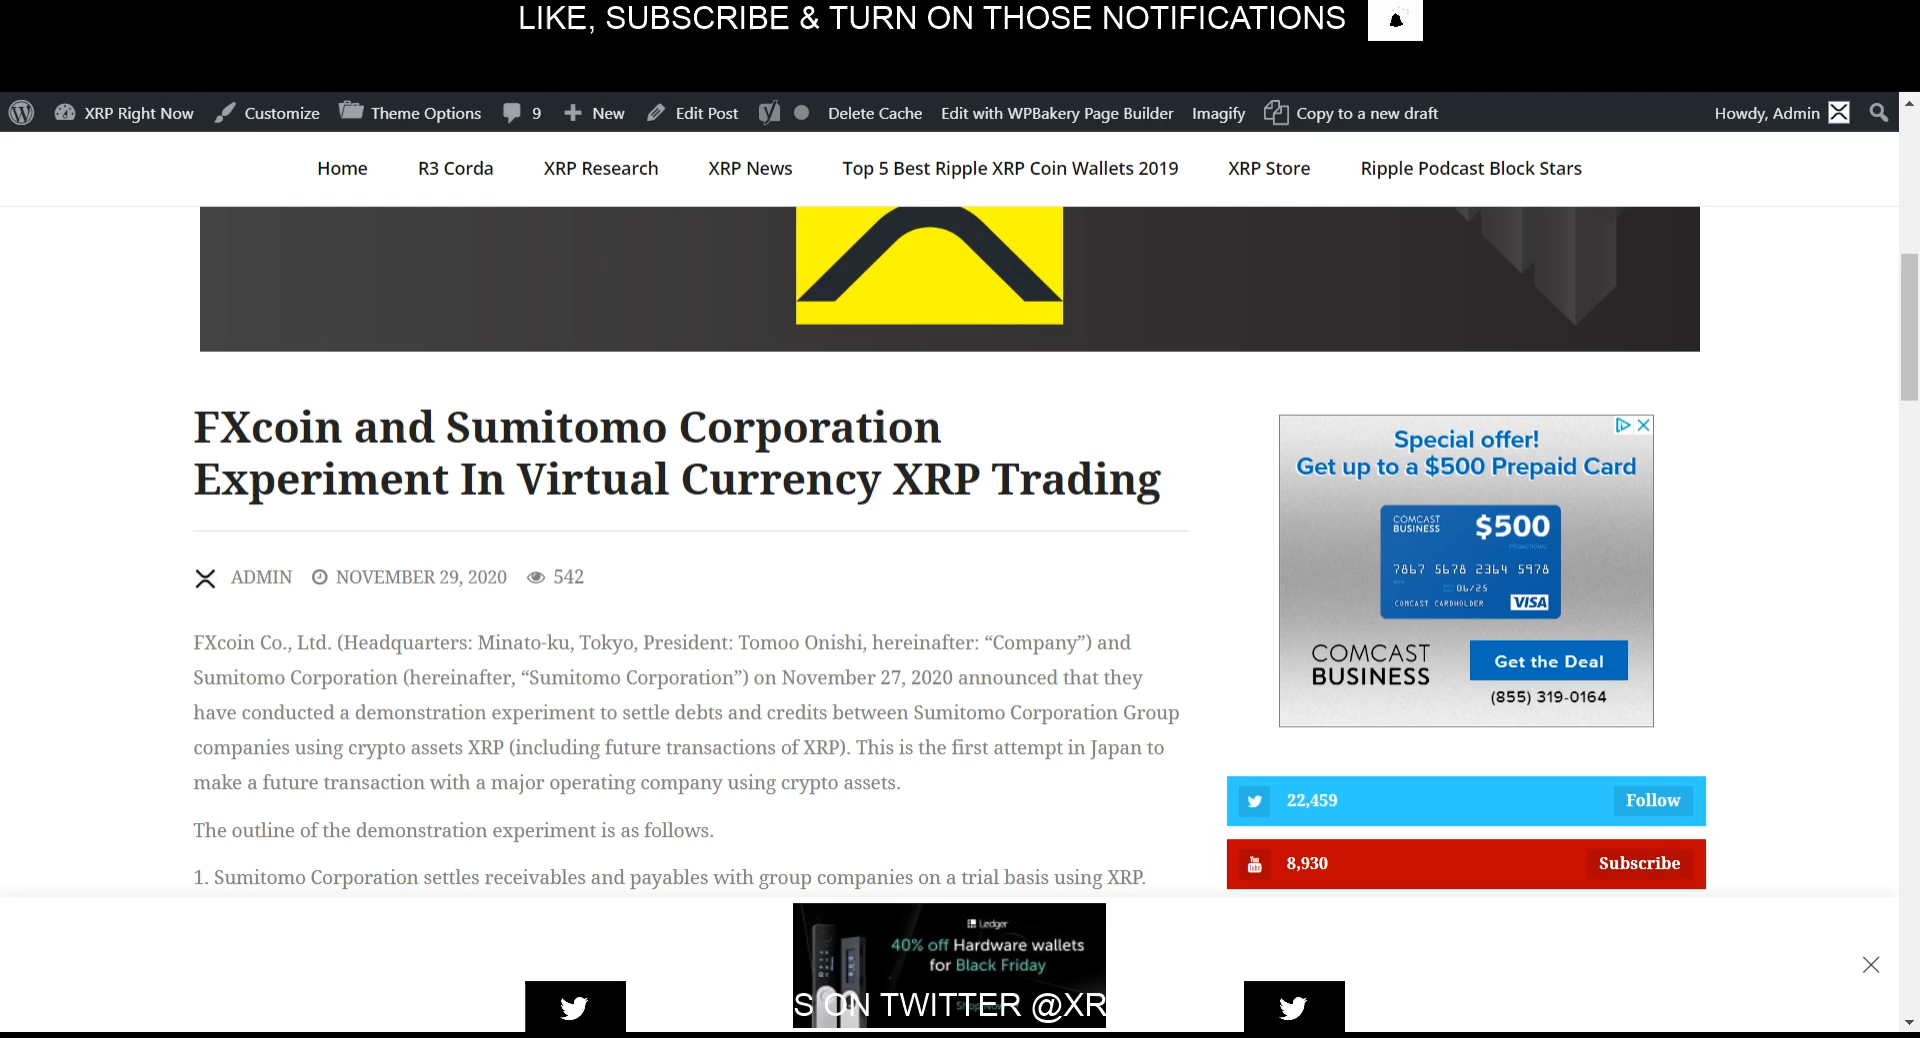 LIKE, SUBSCRIBE & TURN ON THOSE NOTIFICATIONS
XRP Right Now Customize Theme Options 9 New Edit Post Delete Cache Edit with WPBakery Page Builder Imagify Copy to a new draft Howdy, Admin
Home R3 Corda XRP Research XRP News Top 5 Best Ripple XRP Coin Wallets 2019 XRP Store Ripple Podcast Block Stars
FXcoin and Sumitomo Corporation
Experiment In Virtual Currency XRP Trading
ADMIN NOVEMBER 29, 2020 542
FXcoin Co., Ltd. (Headquarters: Minato-ku, Tokyo, President: Tomoo Onishi, hereinafter: “Company”) and
Sumitomo Corporation (hereinafter, “Sumitomo Corporation”) on November 27, 2020 announced that they
have conducted a demonstration experiment to settle debts and credits between Sumitomo Corporation Group
companies using crypto assets XRP (including future transactions of XRP). This is the first attempt in Japan to
make a future transaction with a major operating company using crypto assets.
The outline of the demonstration experiment is as follows.
1. Sumitomo Corporation settles receivables and payables with group companies on a trial basis using XRP.
Special offer!
Get up to a $500 Prepaid Card
COMCAST
BUSINESS
$500
PROMOTIONAL
7867 5678 2364 5978
06/25
COMCAST CARDHOLDER
VISA
COMCAST
BUSINESS
Get the Deal
(855) 319-0164
22,459 Follow
You Tube 8,930 Subscribe
Ledger
40% off Hardware wallets
for Black Friday
S ON TWITTER @XR